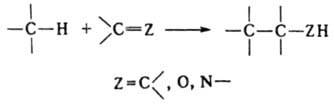 —C—H + >C=Z ⟶ —C—C—ZH
Z=C<, O, N—